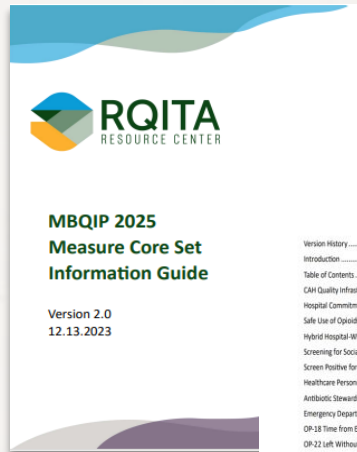 RQITA
RESOURCE CENTER
MBQIP 2025
Measure Core Set
Information Guide
Version 2.0
12.13.2023
Version History
Introduction
Table of Contents
CAH Quality Infras
Hospital Commitm
Safe Use of Opioid
Hybrid Hospital-W
Screening for Socia
Screen Positive for
Healthcare Person
Antibiotic Steward
Emergency Depart
OP-18 Time from E
OP-22 Left Withou